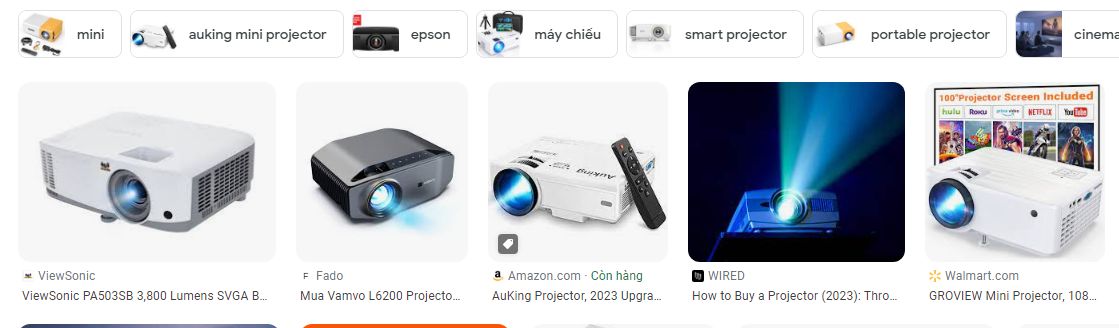 mini
auking mini projector
epson
máy chiếu
smart projector
portable projector
cinema
100"Projector Screen Included
hulu
Roku
prime video
NETFLIX
YouTube
AuKing
ViewSonic
ViewSonic PA503SB 3,800 Lumens SVGA B...
Fado
Mua Vamvo L6200 Projecto...
Amazon.com · Còn hàng
AuKing Projector, 2023 Upgra...
WIRED
How to Buy a Projector (2023): Thro...
Walmart.com
GROVIEW Mini Projector, 108...